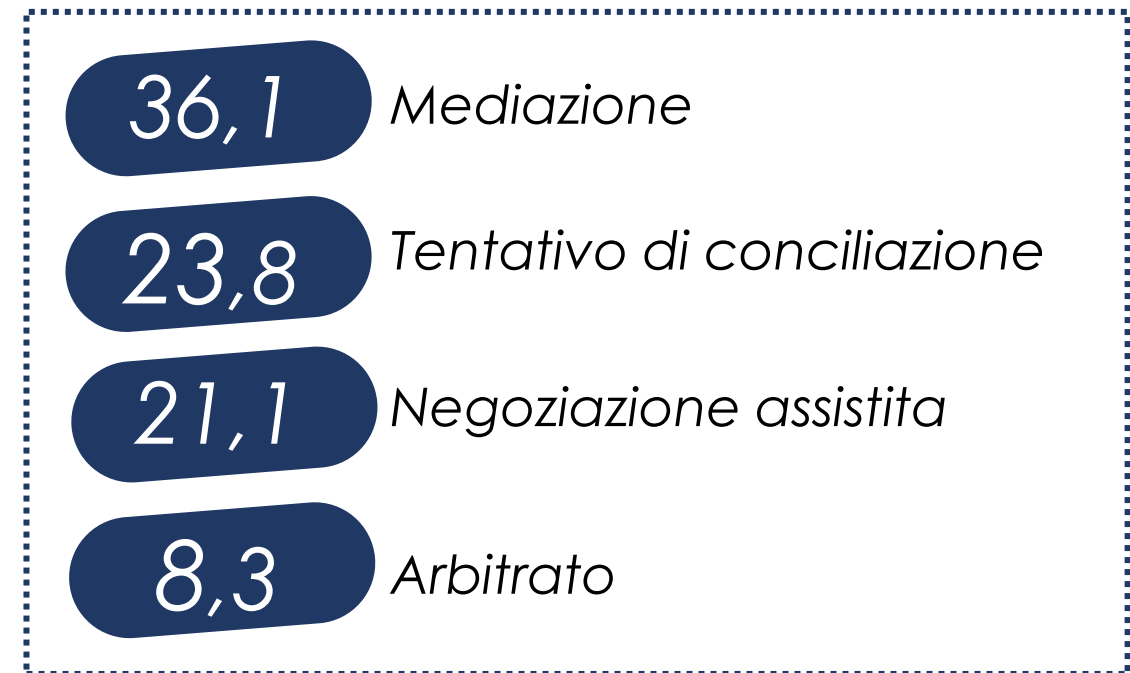 36,1 Mediazione
23,8 Tentativo di conciliazione
21,1 Negoziazione assistita
8,3 Arbitrato